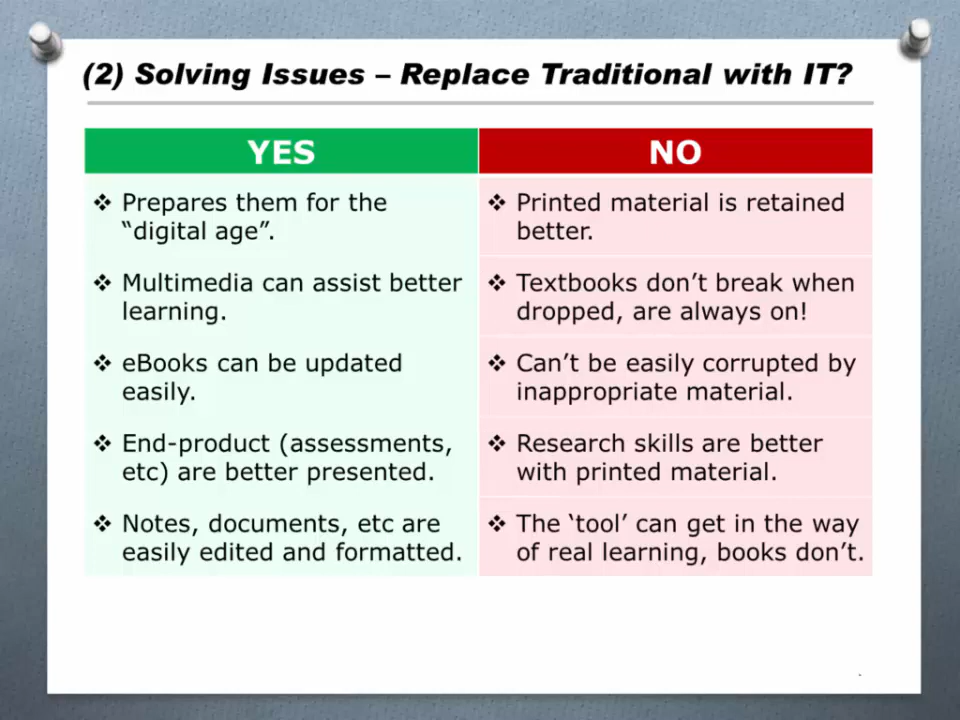 (2) Solving Issues – Replace Traditional with IT?
YES
NO
❖ Prepares them for the
“digital age”.
❖ Printed material is retained
better.
❖ Multimedia can assist better
learning.
❖ Textbooks don’t break when
dropped, are always on!
❖ eBooks can be updated
easily.
❖ Can’t be easily corrupted by
inappropriate material.
❖ End-product (assessments,
etc) are better presented.
❖ Research skills are better
with printed material.
❖ Notes, documents, etc are
easily edited and formatted.
❖ The ‘tool’ can get in the way
of real learning, books don’t.